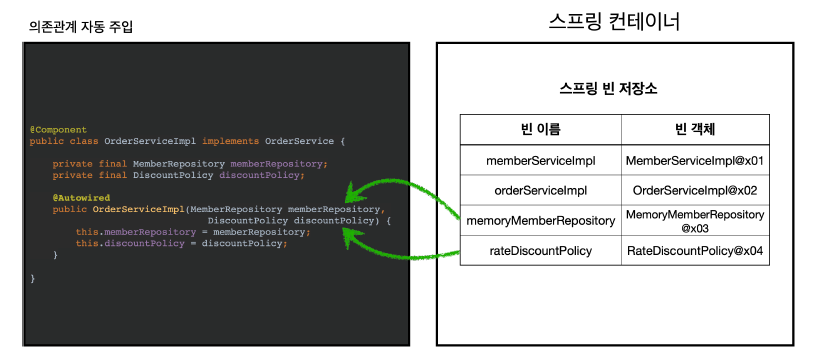 의존관계 자동 주입
@Component
public class OrderServiceImpl implements OrderService {
private final MemberRepository memberRepository;
private final DiscountPolicy discountPolicy;
@Autowired
public OrderServiceImpl(MemberRepository memberRepository,
DiscountPolicy discountPolicy) {
this.memberRepository = memberRepository;
this.discountPolicy = discountPolicy;
}
}
스프링 컨테이너
스프링 빈 저장소
빈 이름 빈 객체
memberServiceImpl MemberServiceImpl@x01
orderServiceImpl OrderServiceImpl@x02
memoryMemberRepository MemoryMemberRepository
@x03
rateDiscountPolicy RateDiscountPolicy@x04